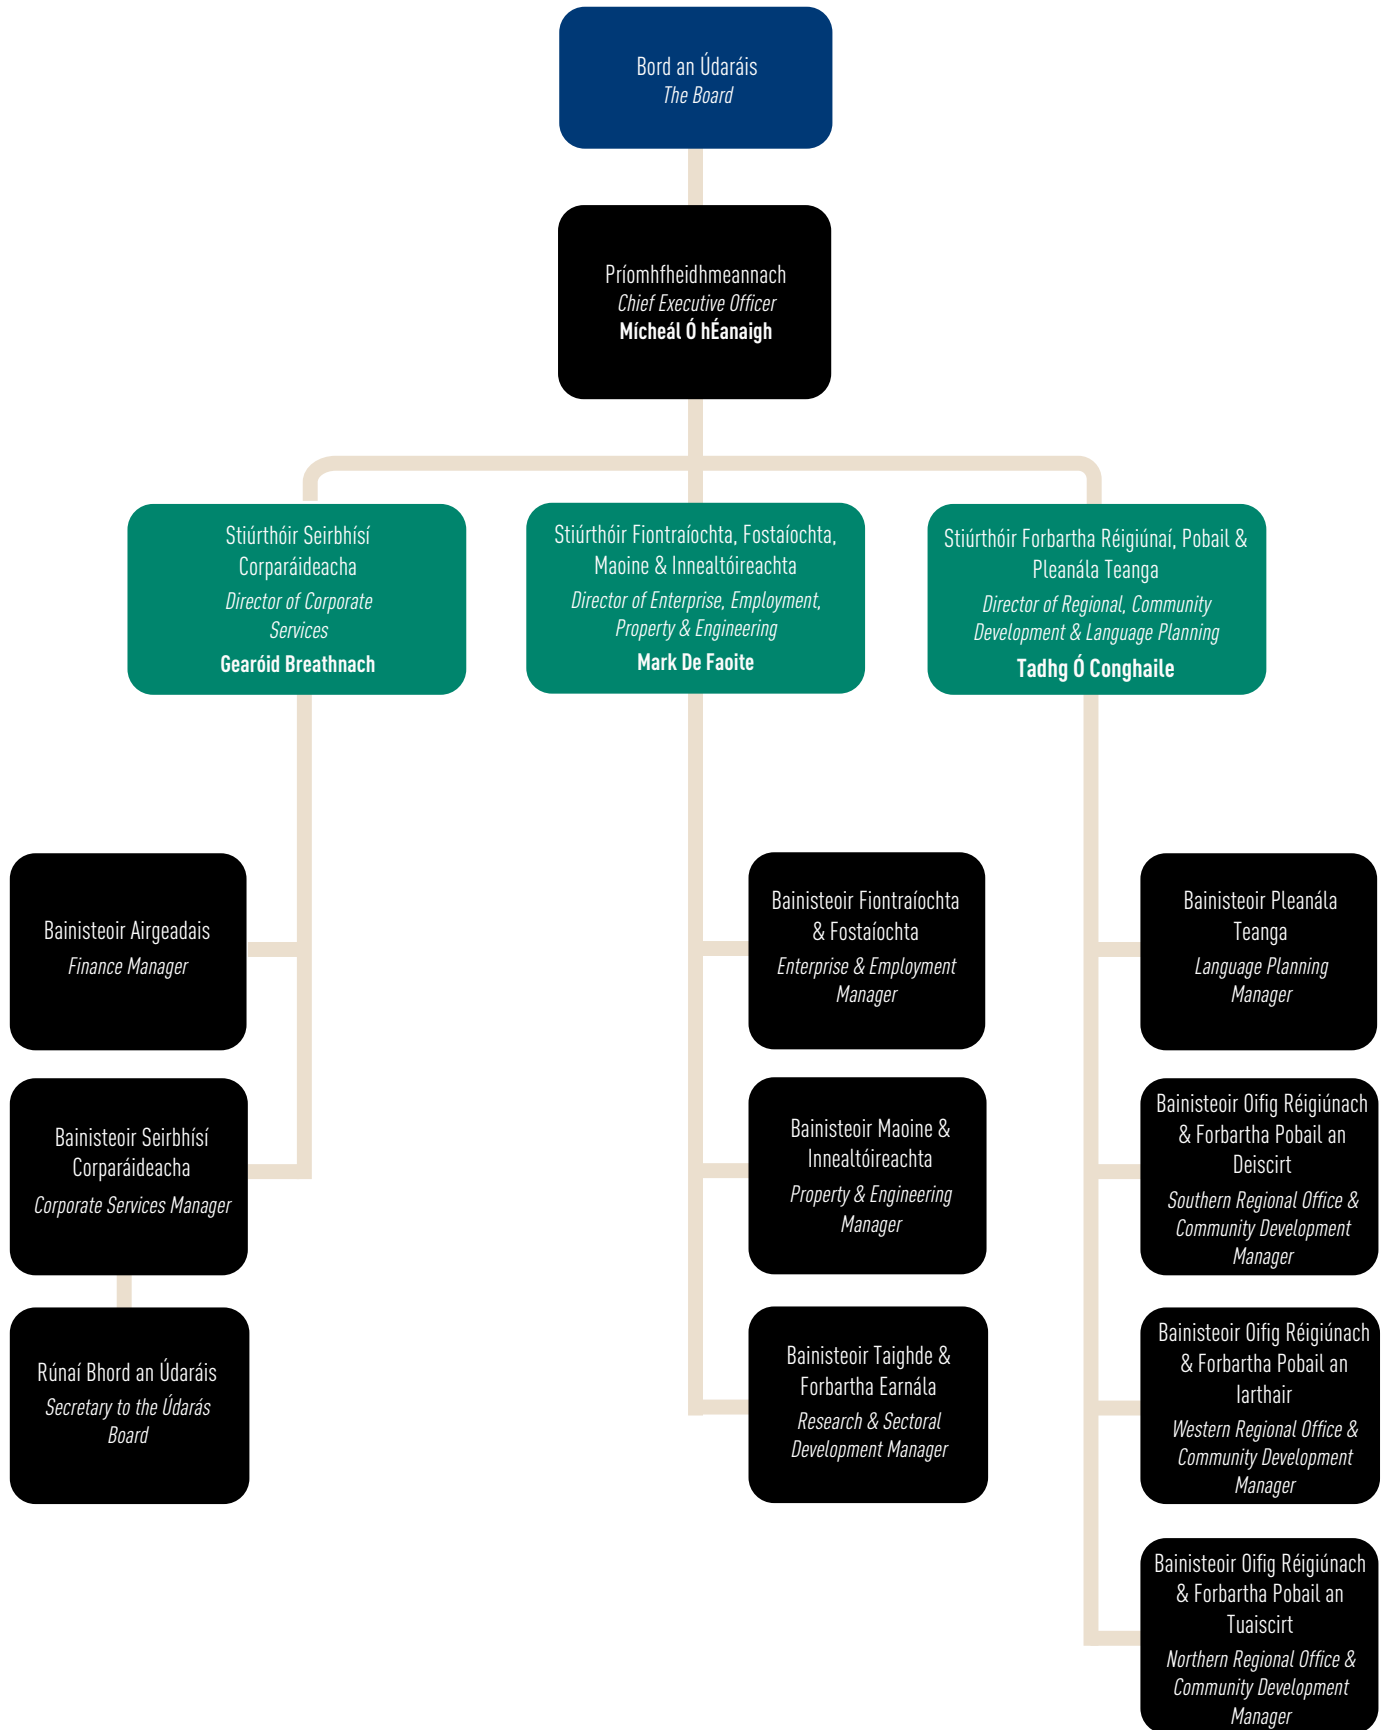 Bord an Údaráis
The Board
Príomhfheidhmeannach
Chief Executive Officer
Mícheál Ó hÉanaigh
Stiúrthóir Seirbhísí
Corparáideacha
Director of Corporate
Services
Gearóid Breathnach
Stiúrthóir Fiontraíochta, Fostaíochta,
Maoine & Innealtóireachta
Director of Enterprise, Employment,
Property & Engineering
Mark De Faoite
Stiúrthóir Forbartha Réigiúnaí, Pobail &
Pleanála Teanga
Director of Regional, Community
Development & Language Planning
Tadhg Ó Conghaile
Bainisteoir Airgeadais
Finance Manager
Bainisteoir Seirbhísí
Corparáideacha
Corporate Services Manager
Rúnaí Bhord an Údaráis
Secretary to the Údarás
Board
Bainisteoir Fiontraíochta
& Fostaíochta
Enterprise & Employment
Manager
Bainisteoir Maoine &
Innealtóireachta
Property & Engineering
Manager
Bainisteoir Taighde &
Forbartha Earnála
Research & Sectoral
Development Manager
Bainisteoir Pleanála
Teanga
Language Planning
Manager
Bainisteoir Oifig Réigiúnach
& Forbartha Pobail an
Deiscirt
Southern Regional Office &
Community Development
Manager
Bainisteoir Oifig Réigiúnach
& Forbartha Pobail an
Iarthair
Western Regional Office &
Community Development
Manager
Bainisteoir Oifig Réigiúnach
& Forbartha Pobail an
Tuaiscirt
Northern Regional Office &
Community Development
Manager